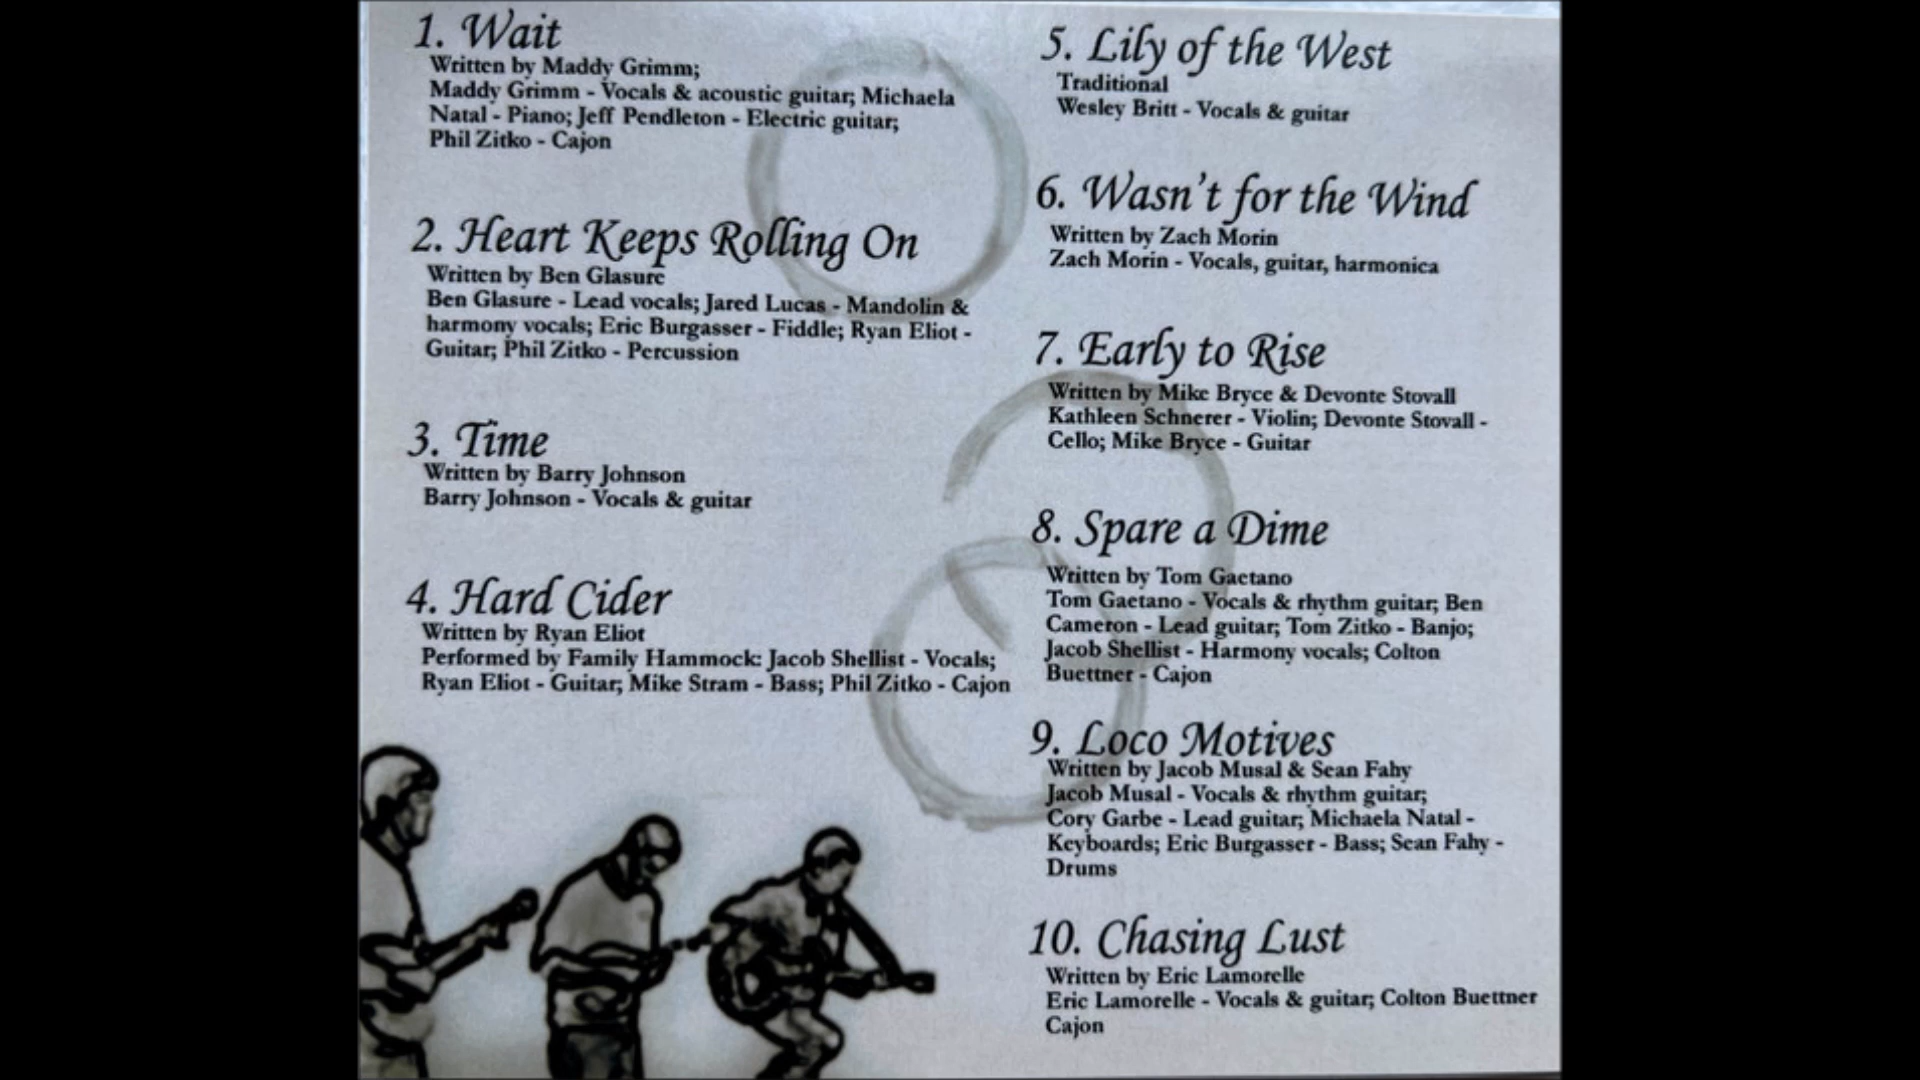 1. Wait
Written by Maddy Grimm;
Maddy Grimm - Vocals & acoustic guitar; Michaela
Natal - Piano; Jeff Pendleton - Electric guitar;
Phil Zitko - Cajon
2. Heart Keeps Rolling On
Written by Ben Glasure
Ben Glasure - Lead vocals; Jared Lucas - Mandolin &
harmony vocals; Eric Burgasser - Fiddle; Ryan Eliot -
Guitar; Phil Zitko - Percussion
3. Time
Written by Barry Johnson
Barry Johnson - Vocals & guitar
4. Hard Cider
Written by Ryan Eliot
Performed by Family Hammock: Jacob Shellist - Vocals;
Ryan Eliot - Guitar; Mike Stram - Bass; Phil Zitko - Cajon
5. Lily of the West
Traditional
Wesley Britt - Vocals & guitar
6. Wasn't for the Wind
Written by Zach Morin
Zach Morin - Vocals, guitar, harmonica
7. Early to Rise
Written by Mike Bryce & Devonte Stovall
Kathleen Schnerer - Violin; Devonte Stovall -
Cello; Mike Bryce - Guitar
8. Spare a Dime
Written by Tom Gaetano
Tom Gaetano - Vocals & rhythm guitar; Ben
Cameron - Lead guitar; Tom Zitko - Banjo;
Jacob Shellist - Harmony vocals; Colton
Buettner - Cajon
9. Loco Motives
Written by Jacob Musal & Sean Fahy
Jacob Musal - Vocals & rhythm guitar;
Cory Garbe - Lead guitar; Michaela Natal -
Keyboards; Eric Burgasser - Bass; Sean Fahy -
Drums
10. Chasing Lust
Written by Eric Lamorelle
Eric Lamorelle - Vocals & guitar; Colton Buettner
Cajon